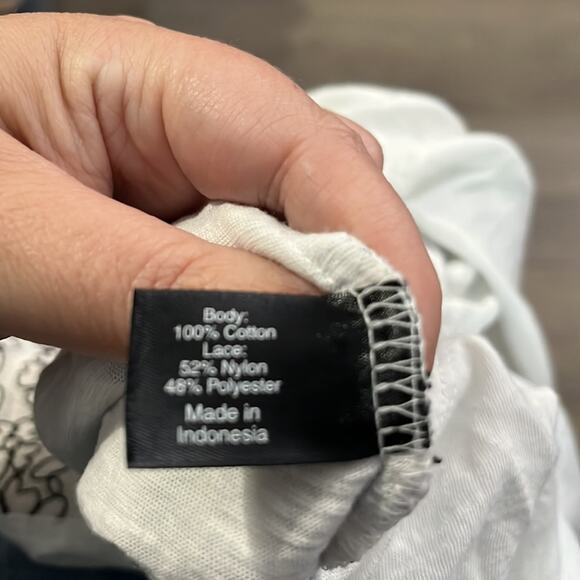 Body:
100% Cotton
Lace:
52% Nylon
48% Polyester
Made in
Indonesia